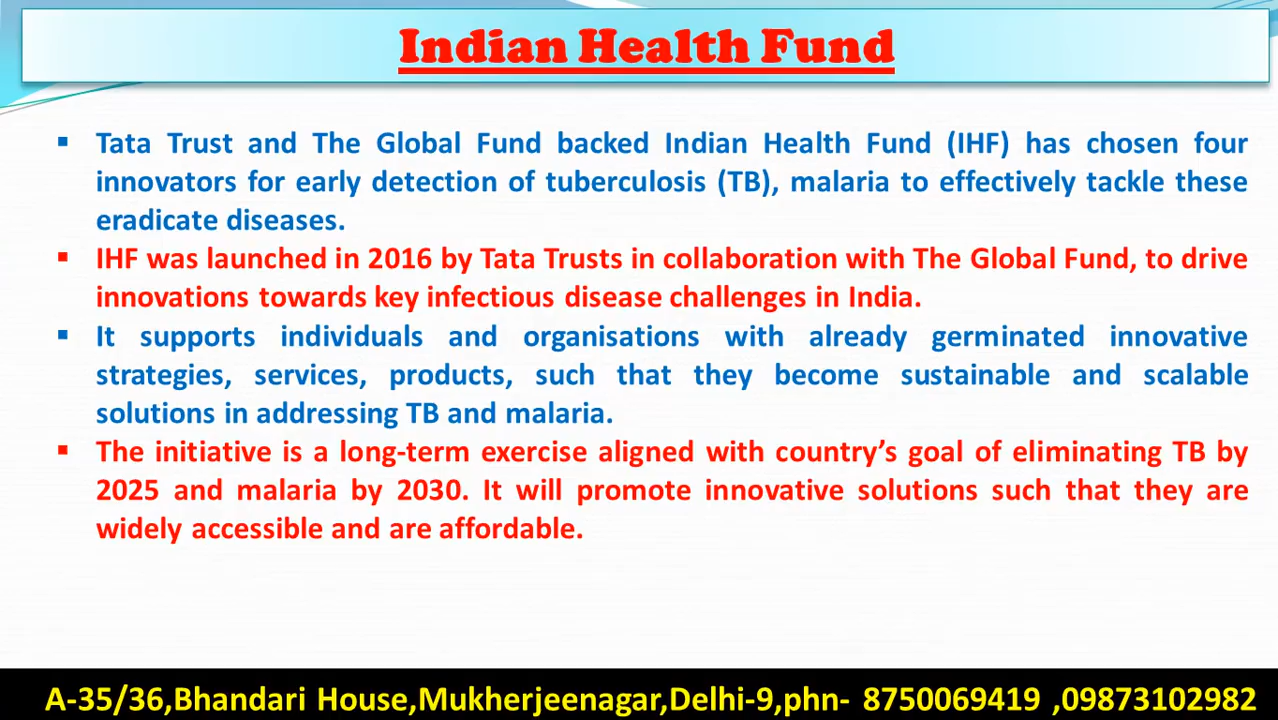 Indian Health Fund
▪ Tata Trust and The Global Fund backed Indian Health Fund (IHF) has chosen four
innovators for early detection of tuberculosis (TB), malaria to effectively tackle these
eradicate diseases.
▪ IHF was launched in 2016 by Tata Trusts in collaboration with The Global Fund, to drive
innovations towards key infectious disease challenges in India.
▪ It supports individuals and organisations with already germinated innovative
strategies, services, products, such that they become sustainable and scalable
solutions in addressing TB and malaria.
▪ The initiative is a long-term exercise aligned with country’s goal of eliminating TB by
2025 and malaria by 2030. It will promote innovative solutions such that they are
widely accessible and are affordable.
A-35/36,Bhandari House,Mukherjeenagar,Delhi-9,phn- 8750069419 ,09873102982